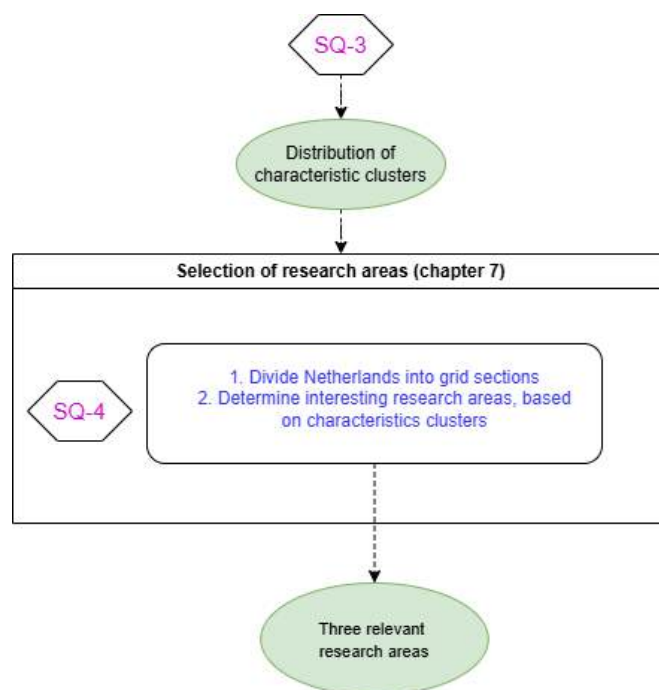 SQ-3
Distribution of
characteristic clusters
Selection of research areas (chapter 7)
SQ-4
1. Divide Netherlands into grid sections
2. Determine interesting research areas, based
on characteristics clusters
Three relevant
research areas